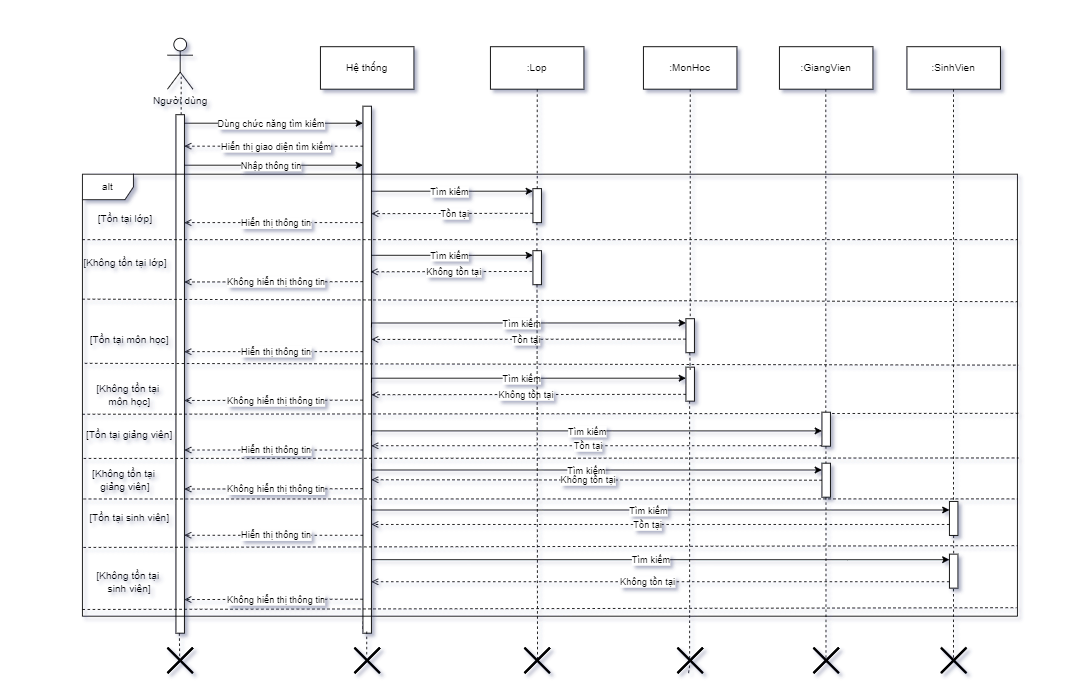 Hệ thống
:Lop
:MonHoc
:GiangVien
:SinhVien
Người dùng
Dùng chức năng tìm kiếm
Hiển thị giao diện tìm kiếm
Nhập thông tin
alt
Tìm kiếm
[Tồn tại lớp]
Tồn tại
Hiển thị thông tin
Tìm kiếm
[Không tồn tại lớp]
Không tồn tại
Không hiển thị thông tin
Tìm kiếm
[Tồn tại môn học]
Tồn tại
Hiển thị thông tin
Tìm kiếm
[Không tồn tại
môn học]
Không tồn tại
Không hiển thị thông tin
Tìm kiếm
[Tồn tại giảng viên]
Tồn tại
Hiển thị thông tin
Tìm kiếm
[Không tồn tại
giảng viên]
Không tồn tại
Không hiển thị thông tin
Tìm kiếm
[Tồn tại sinh viên]
Tồn tại
Hiển thị thông tin
Tìm kiếm
[Không tồn tại
sinh viên]
Không tồn tại
Không hiển thị thông tin